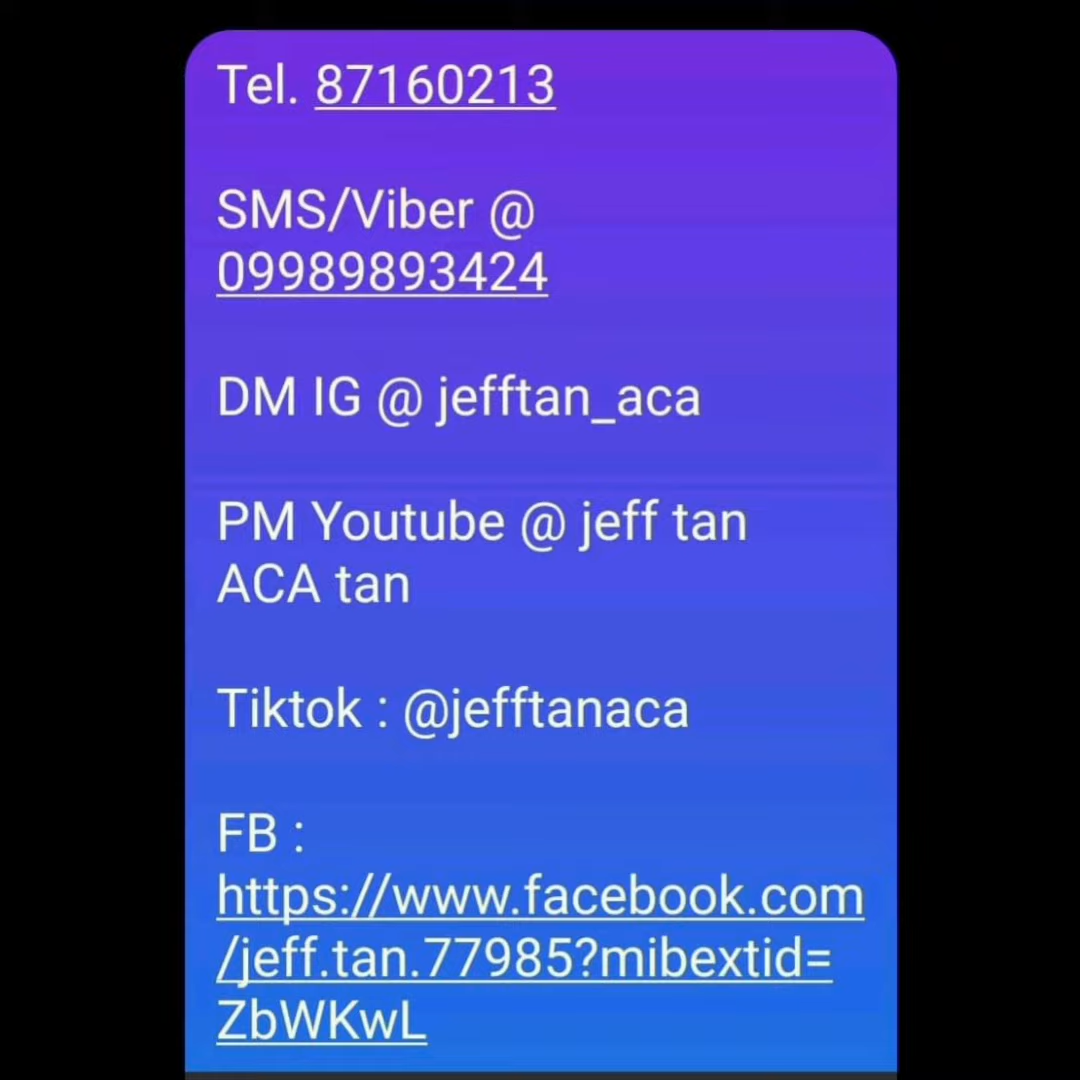 Tel. 87160213
SMS/Viber @
09989893424
DM IG @ jefftan_aca
PM Youtube @ jeff tan
ACA tan
Tiktok : @jefftanaca
FB :
https://www.facebook.com
/jeff.tan.77985?mibextid=
ZbWKwL